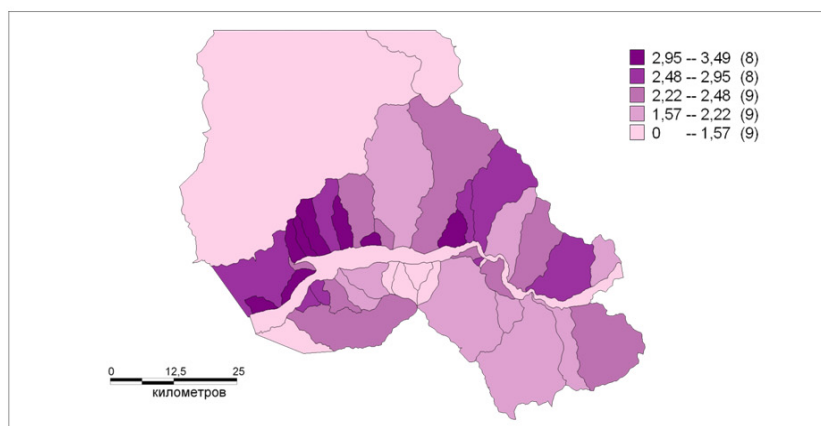 2,95 -- 3,49 (8)
2,48 -- 2,95 (8)
2,22 -- 2,48 (9)
1,57 -- 2,22 (9)
0 -- 1,57 (9)
0 12,5 25
километров